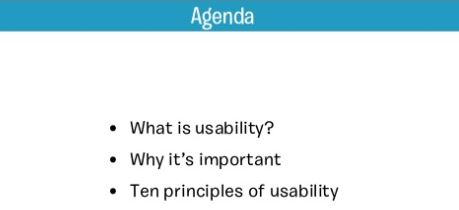 Agenda
• What is usability?
• Why it’s important
• Ten principles of usability